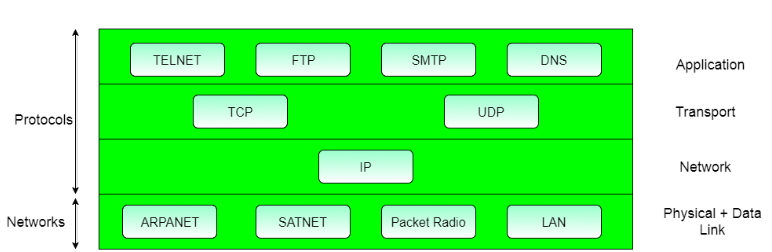 TELNET FTP SMTP DNS Application
Protocols TCP UDP Transport
IP Network
Networks ARPANET SATNET Packet Radio LAN Physical + Data
Link